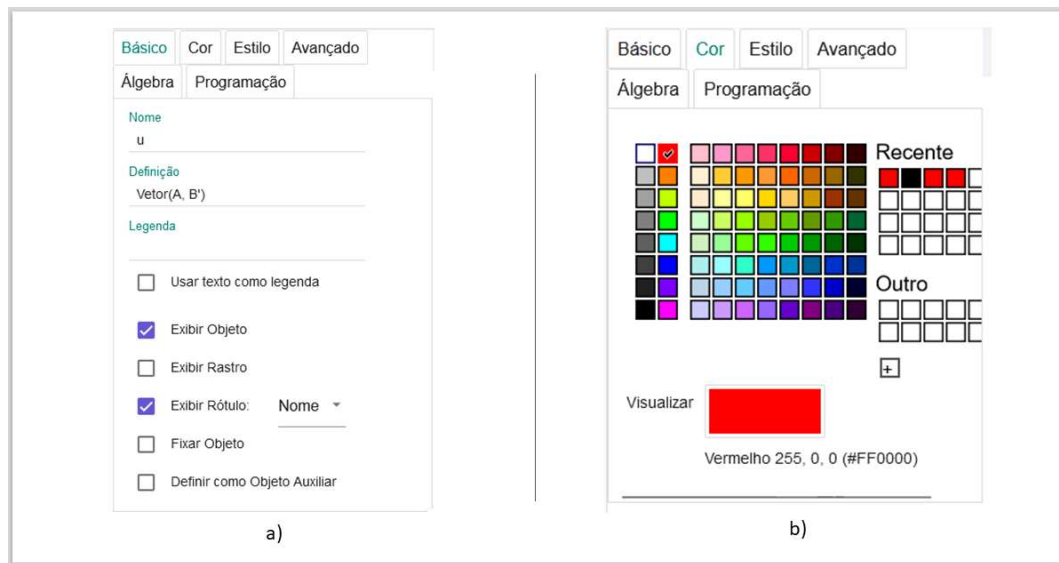 Básico Cor Estilo Avançado
Álgebra Programação
Nome
u
Definição
Vetor(A, B')
Legenda
Usar texto como legenda
Exibir Objeto
Exibir Rastro
Exibir Rótulo: Nome
Fixar Objeto
Definir como Objeto Auxiliar
a)
Básico Cor Estilo Avançado
Álgebra Programação
Recente
Outro
+
Visualizar
Vermelho 255, 0, 0 (#FF0000)
b)